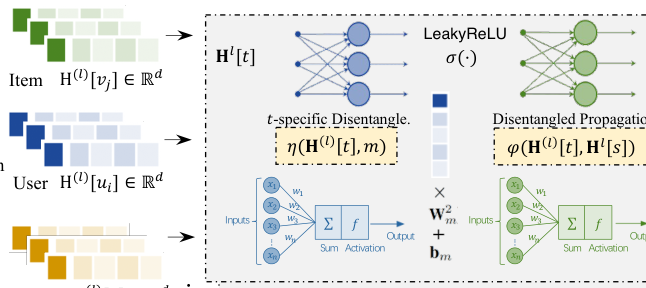 Item H^(l)[v_j] ∈ ℝ^d
User H^(l)[u_i] ∈ ℝ^d
H^l[t]
LeakyReLU
σ(·)
t-specific Disentangle.
η(H^(l)[t], m)
Disentangled Propagatio
φ(H^(l)[t], H^l[s])
Inputs
x_1
x_2
x_3
x_n
w_1
w_2
w_3
w_n
Σ f
Sum Activation
Output
×
W_m^2
+
b_m
Inputs
x_1
x_2
x_3
x_n
w_1
w_2
w_3
w_n
Σ f
Sum Activation